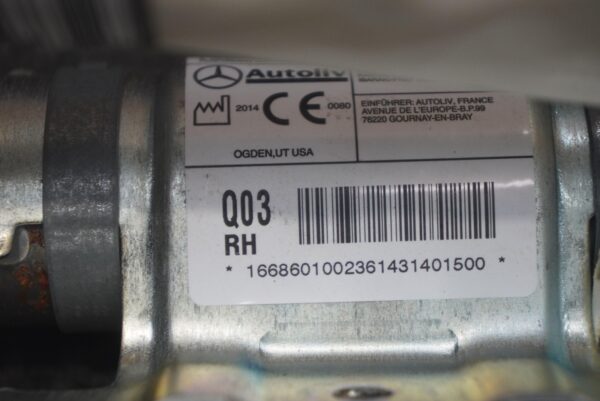 Autoliv
2014 CE 0080
EINFÜHRER: AUTOLIV, FRANCE
AVENUE DE L'EUROPE-B.P.99
76220 GOURNAY-EN-BRAY
OGDEN,UT USA
Q03
RH
* 1668601002361431401500 *